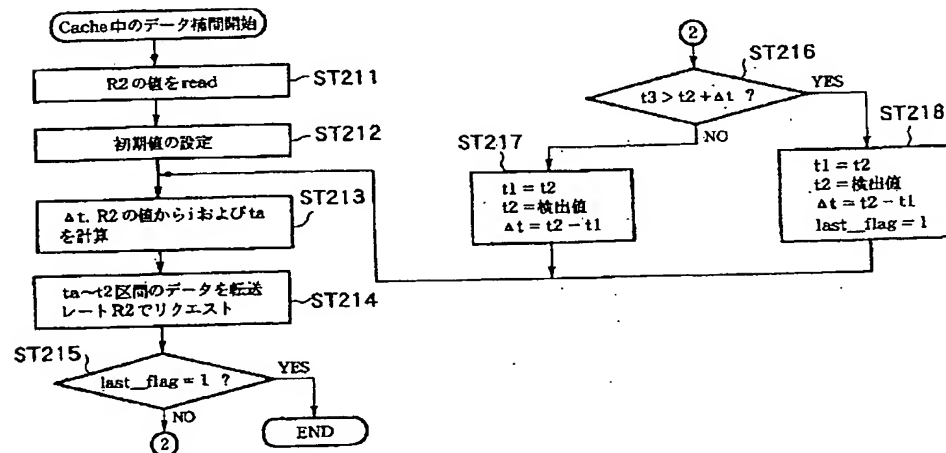 Cache中のデータ補間開始
R2の値をread
ST211
初期値の設定
ST212
Δt, R2の値からiおよびta
を計算
ST213
ta~t2区間のデータを転送
レートR2でリクエスト
ST214
ST215
last_flag=1 ?
YES
NO
2
END
2
ST216
t3>t2+Δt ?
YES
NO
ST217
t1=t2
t2=検出値
Δt=t2-t1
ST218
t1=t2
t2=検出値
Δt=t2-t1
last_flag=1